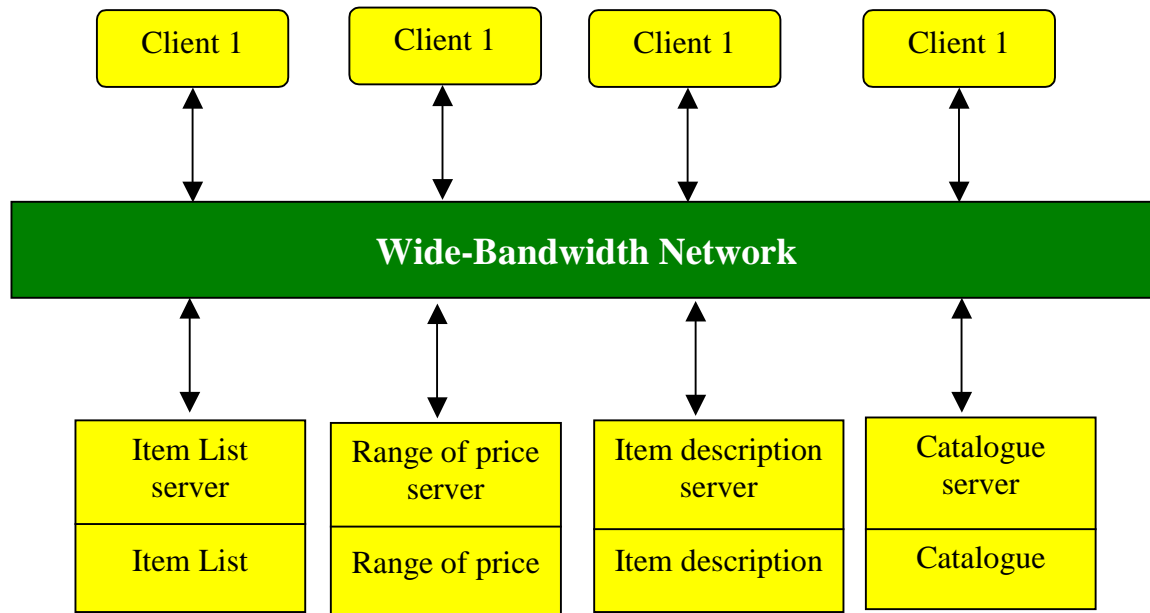 Client 1
Client 1
Client 1
Client 1
Wide-Bandwidth Network
Item List
server
Range of price
server
Item description
server
Catalogue
server
Item List
Range of price
Item description
Catalogue